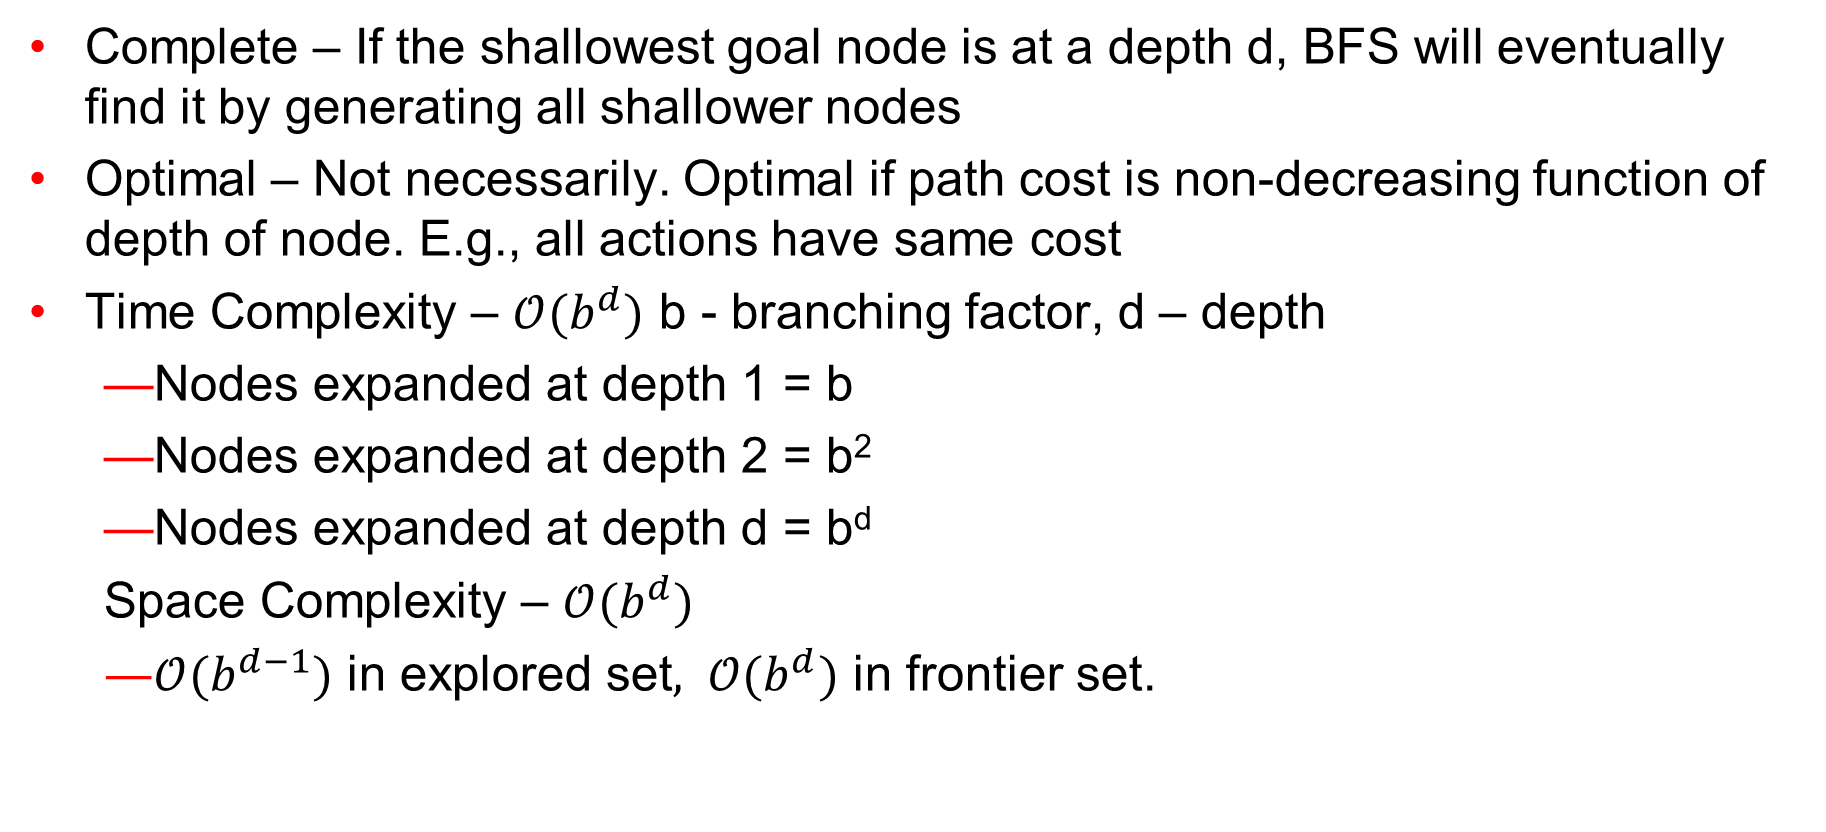 • Complete – If the shallowest goal node is at a depth d, BFS will eventually
find it by generating all shallower nodes
• Optimal – Not necessarily. Optimal if path cost is non-decreasing function of
depth of node. E.g., all actions have same cost
• Time Complexity – 𝒪(b^d) b - branching factor, d – depth
—Nodes expanded at depth 1 = b
—Nodes expanded at depth 2 = b²
—Nodes expanded at depth d = b^d
Space Complexity – 𝒪(b^d)
—𝒪(b^{d−1}) in explored set, 𝒪(b^d) in frontier set.